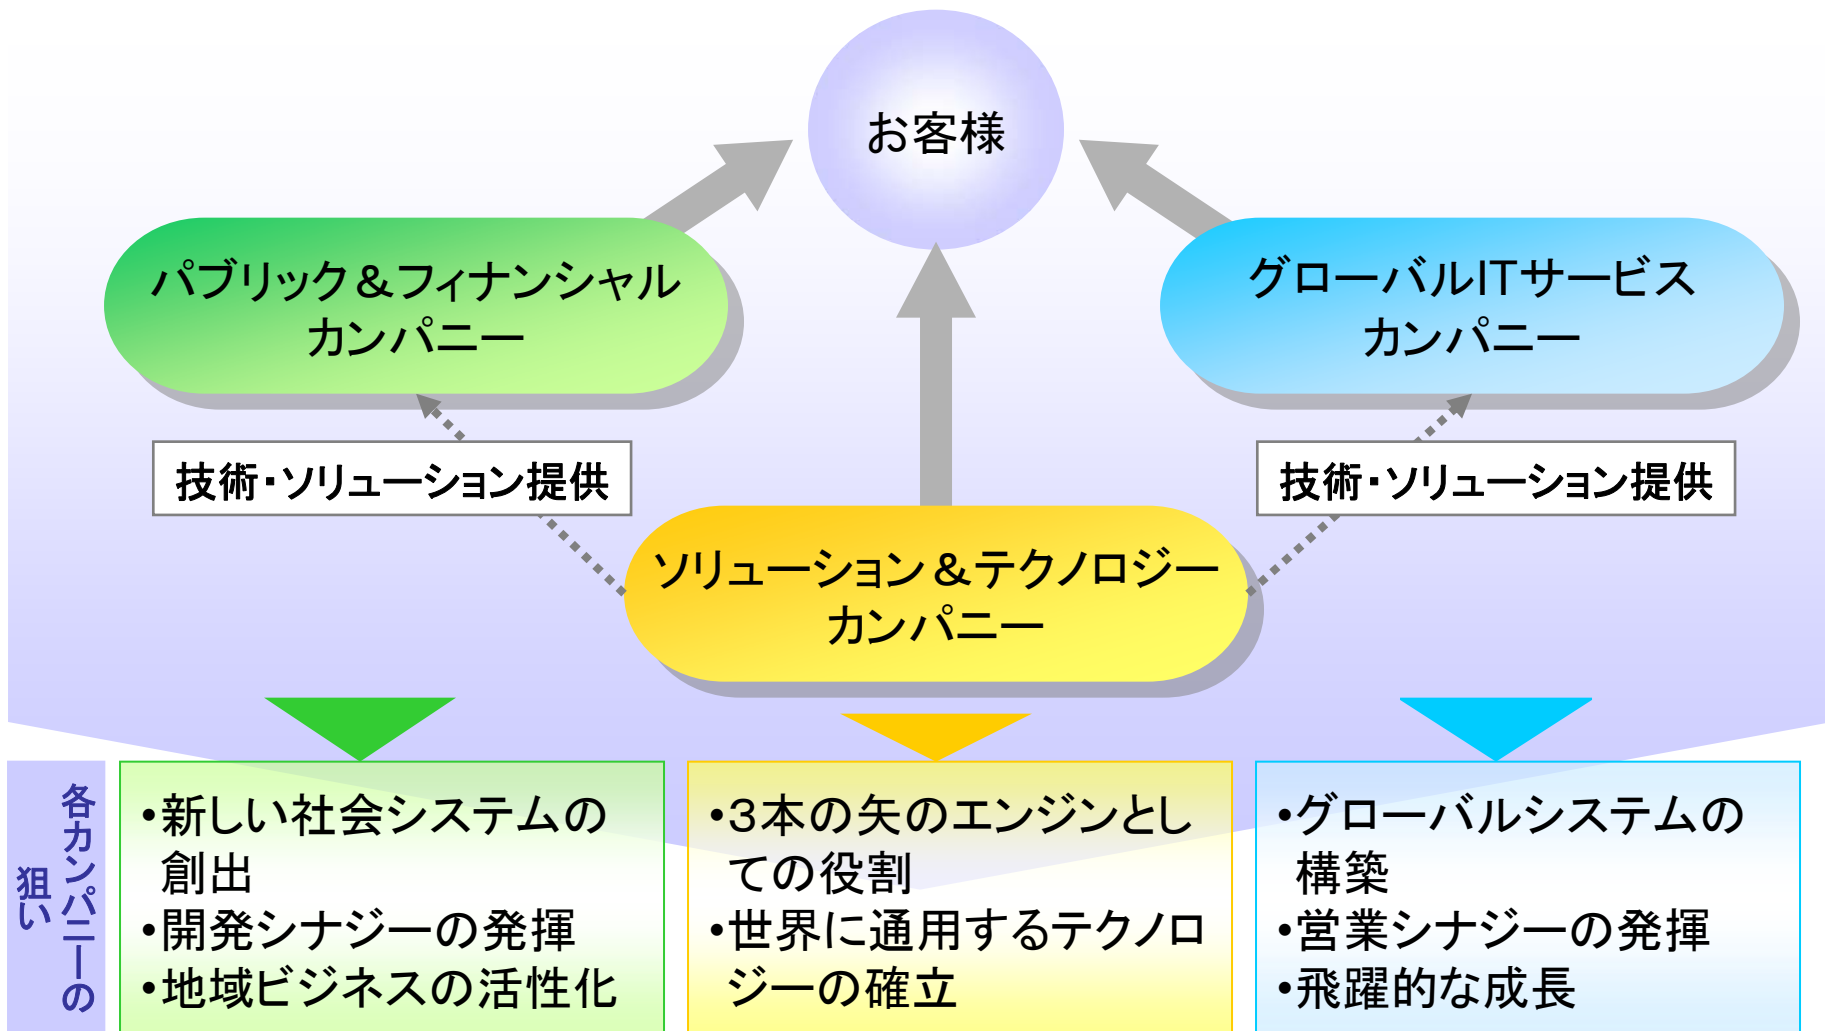 お客様
パブリック＆フィナンシャル
カンパニー
グローバルITサービス
カンパニー
技術・ソリューション提供
技術・ソリューション提供
ソリューション＆テクノロジー
カンパニー
各カンパニーの
狙い
•新しい社会システムの
創出
•開発シナジーの発揮
•地域ビジネスの活性化
•３本の矢のエンジンとし
ての役割
•世界に通用するテクノロ
ジーの確立
•グローバルシステムの
構築
•営業シナジーの発揮
•飛躍的な成長